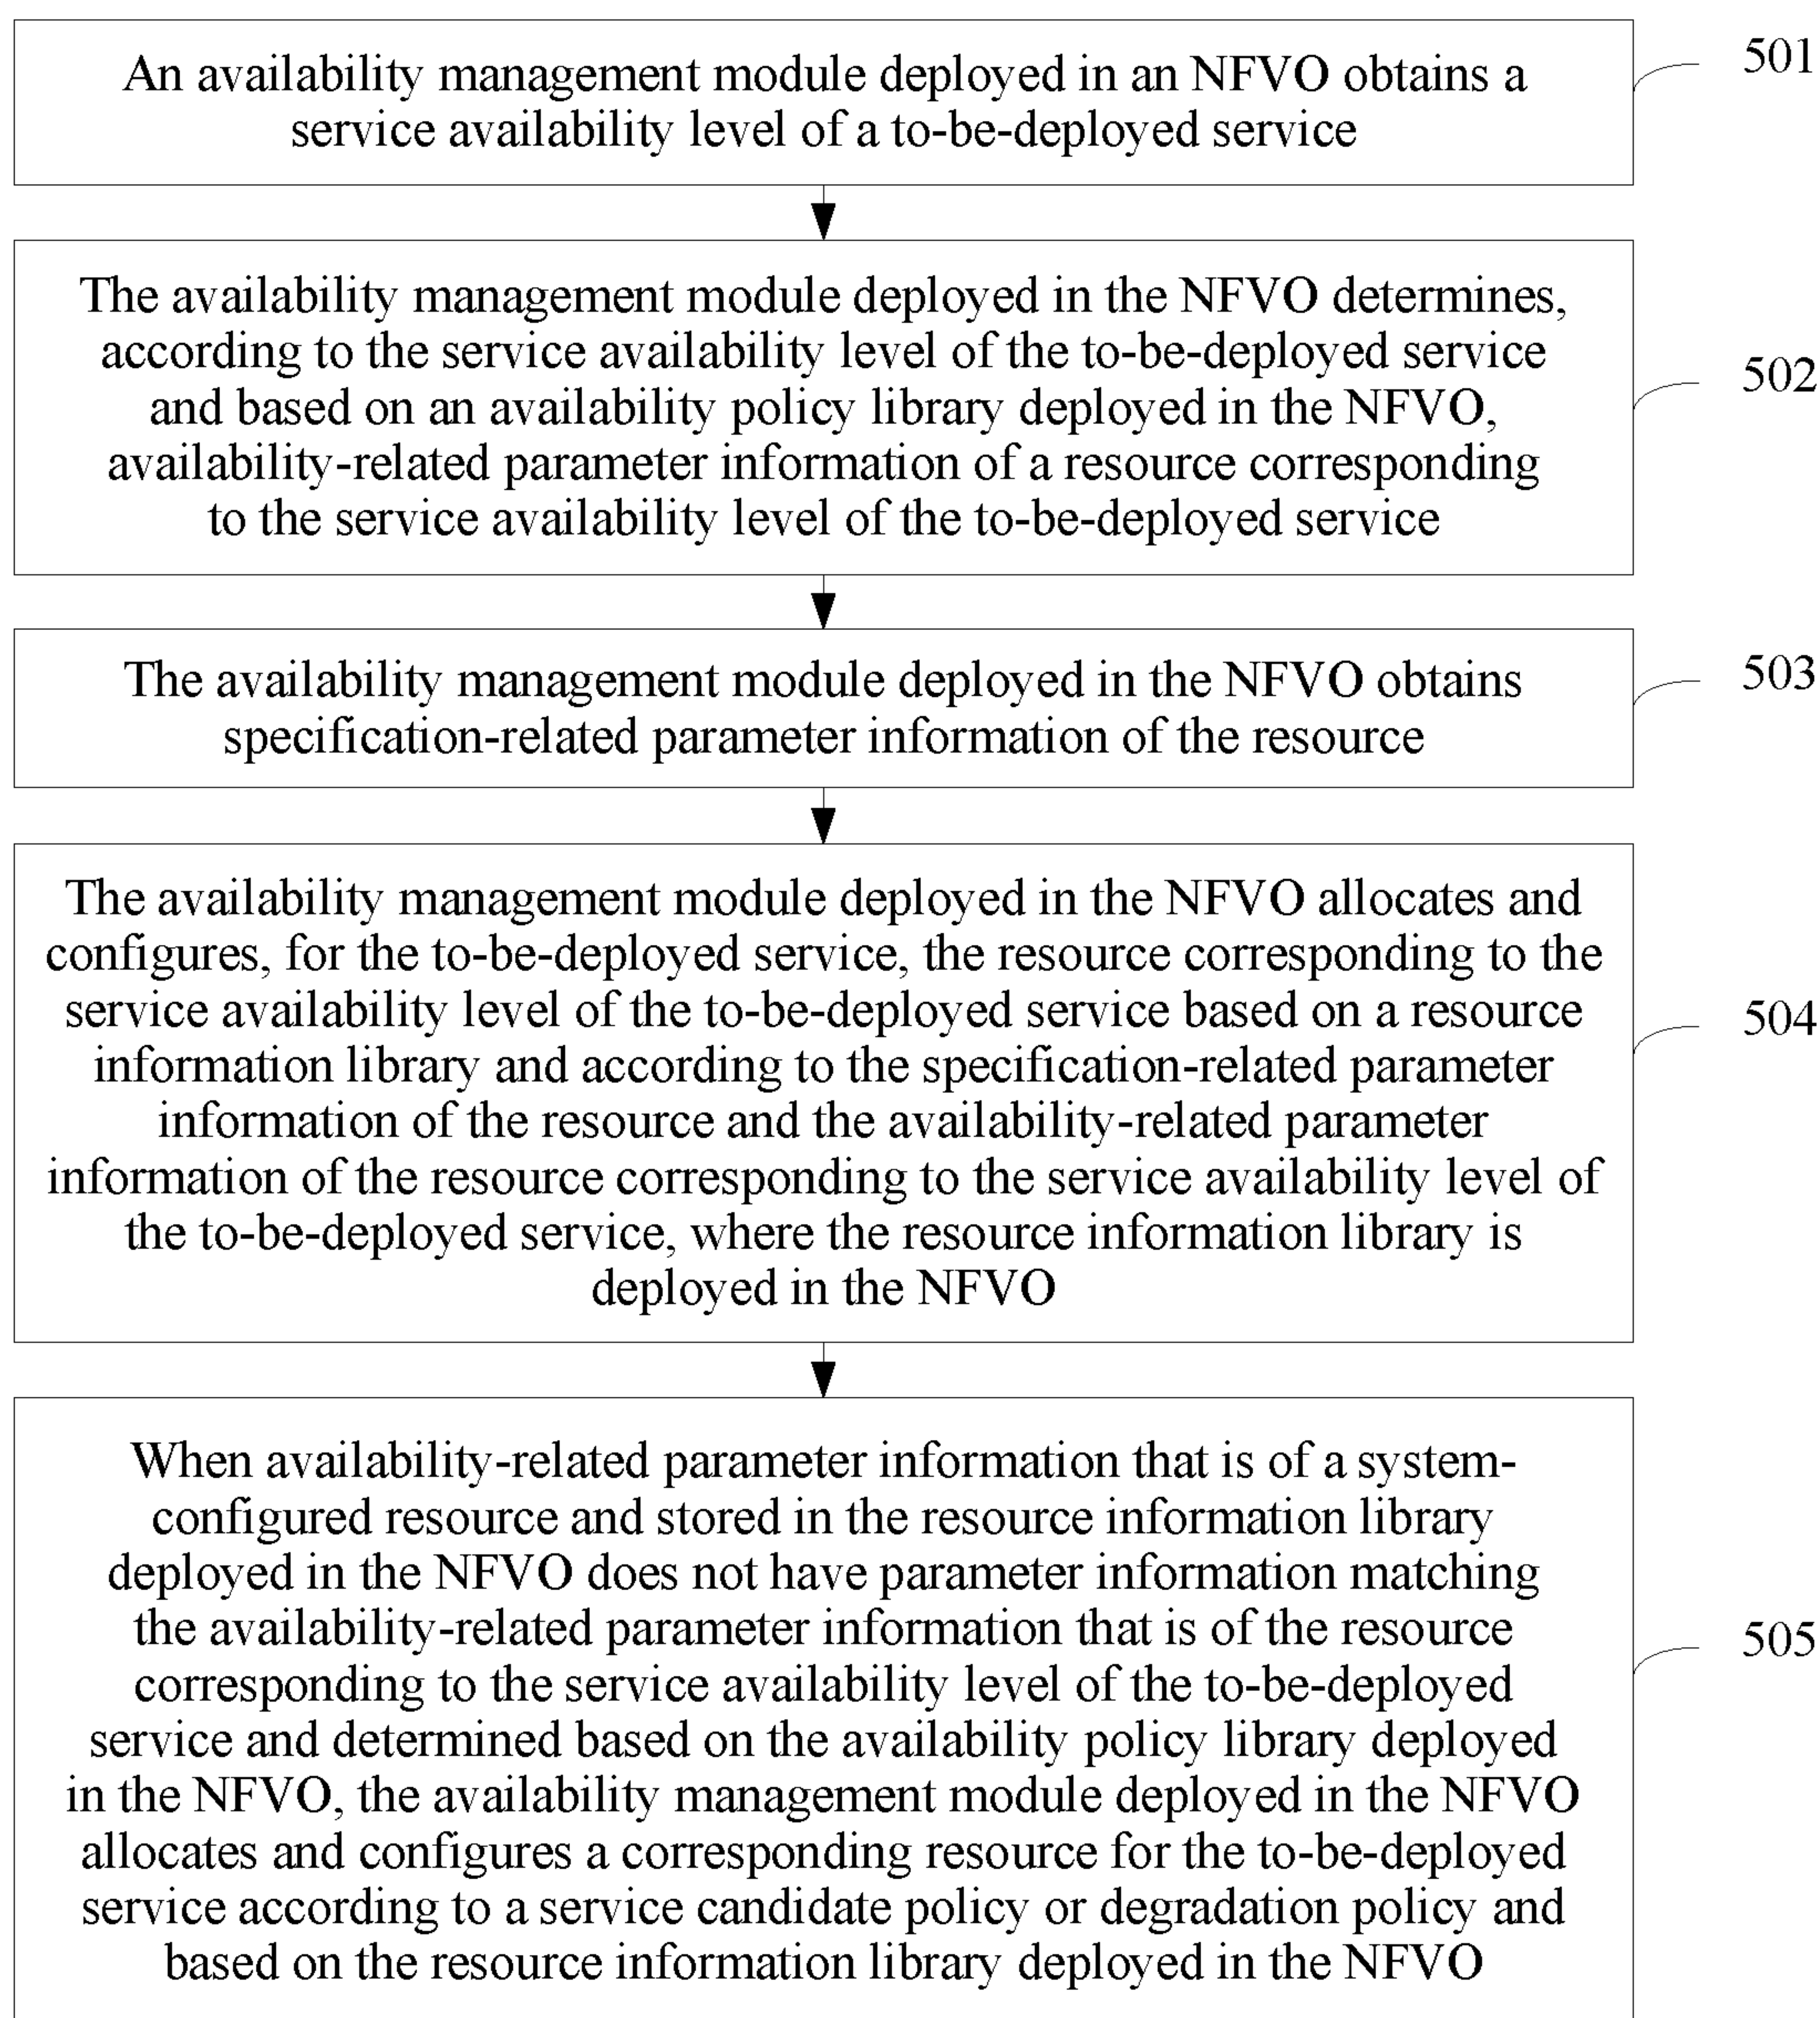 An availability management module deployed in an NFVO obtains a
service availability level of a to-be-deployed service
501
The availability management module deployed in the NFVO determines,
according to the service availability level of the to-be-deployed service
and based on an availability policy library deployed in the NFVO,
availability-related parameter information of a resource corresponding
to the service availability level of the to-be-deployed service
502
The availability management module deployed in the NFVO obtains
specification-related parameter information of the resource
503
The availability management module deployed in the NFVO allocates and
configures, for the to-be-deployed service, the resource corresponding to the
service availability level of the to-be-deployed service based on a resource
information library and according to the specification-related parameter
information of the resource and the availability-related parameter
information of the resource corresponding to the service availability level of
the to-be-deployed service, where the resource information library is
deployed in the NFVO
504
When availability-related parameter information that is of a system-
configured resource and stored in the resource information library
deployed in the NFVO does not have parameter information matching
the availability-related parameter information that is of the resource
corresponding to the service availability level of the to-be-deployed
service and determined based on the availability policy library deployed
in the NFVO, the availability management module deployed in the NFVO
allocates and configures a corresponding resource for the to-be-deployed
service according to a service candidate policy or degradation policy and
based on the resource information library deployed in the NFVO
505